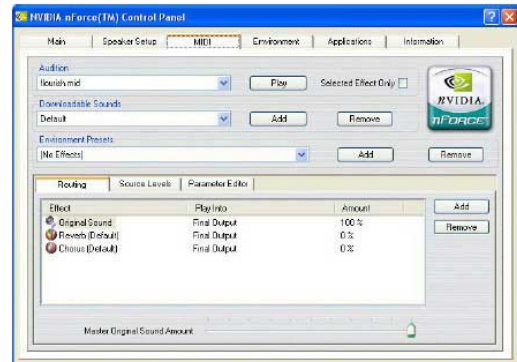 NVIDIA nForce(TM) Control Panel
Main Speaker Setup MIDI Environment Applications Information
Audition
flourish.mid Play Selected Effect Only
Downloadable Sounds
Default Add Remove
NVIDIA
nFORCE
Environment Presets
(No Effects) Add Remove
Routing Source Levels Parameter Editor
Effect Play Into Amount Add
Original Sound Final Output 100 % Remove
Reverb (Default) Final Output 0 %
Chorus (Default) Final Output 0 %
Master Original Sound Amount